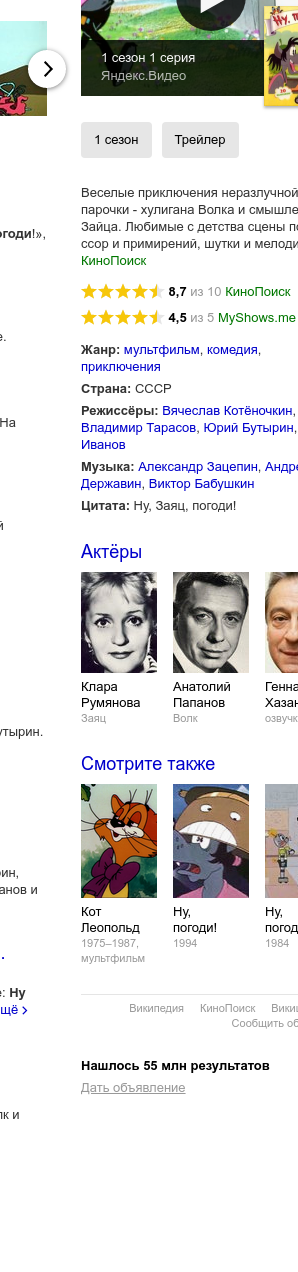 1 сезон 1 серия
Яндекс.Видео
1 сезон
Трейлер
Веселые приключения неразлучной
парочки - хулигана Волка и смышле
Зайца. Любимые с детства сцены по
ссор и примирений, шутки и мелоди
КиноПоиск
8,7 из 10 КиноПоиск
4,5 из 5 MyShows.me
Жанр: мультфильм, комедия,
приключения
Страна: СССР
Режиссёры: Вячеслав Котёночкин,
Владимир Тарасов, Юрий Бутырин,
Иванов
Музыка: Александр Зацепин, Андре
Державин, Виктор Бабушкин
Цитата: Ну, Заяц, погоди!
Актёры
Клара
Румянова
Заяц
Анатолий
Папанов
Волк
Генна
Хазан
озвучк
Смотрите также
Кот
Леопольд
1975–1987,
мультфильм
Ну,
погоди!
1994
Ну,
погод
1984
Википедия КиноПоиск Вики
Сообщить об
Нашлось 55 млн результатов
Дать объявление
огоди!»,
е.
На
й
утырин.
рин,
анов и
е: Ну
щё
лк и